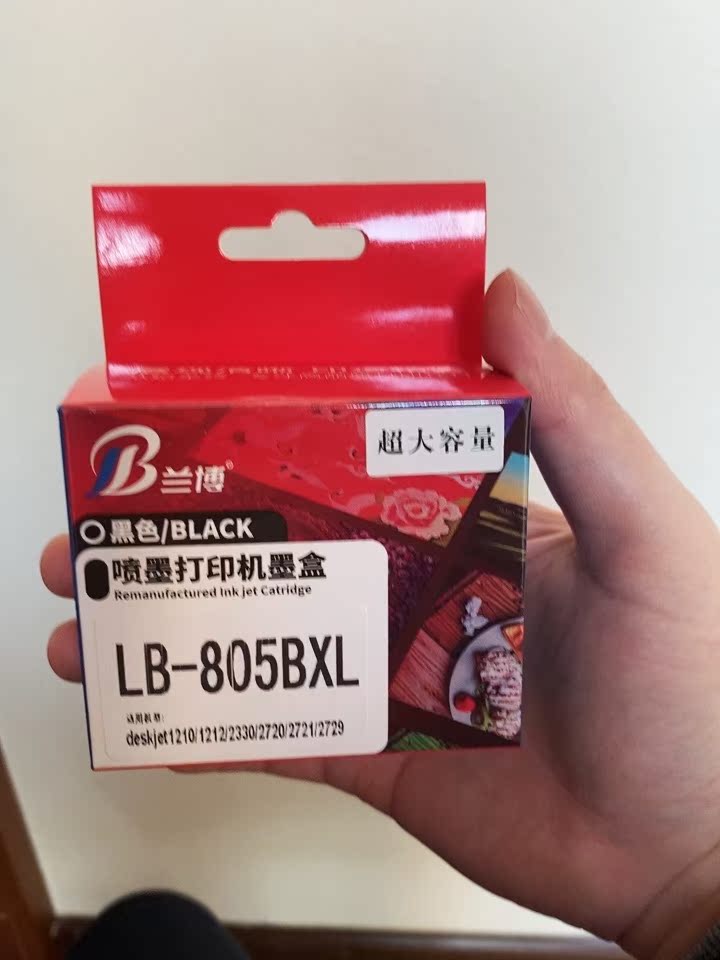 超大容量
B兰博®
黑色/BLACK
喷墨打印机墨盒
Remanufactured Ink jet Catridge
LB-805BXL
适用机型:
deskjet1210/1212/2330/2720/2721/2729